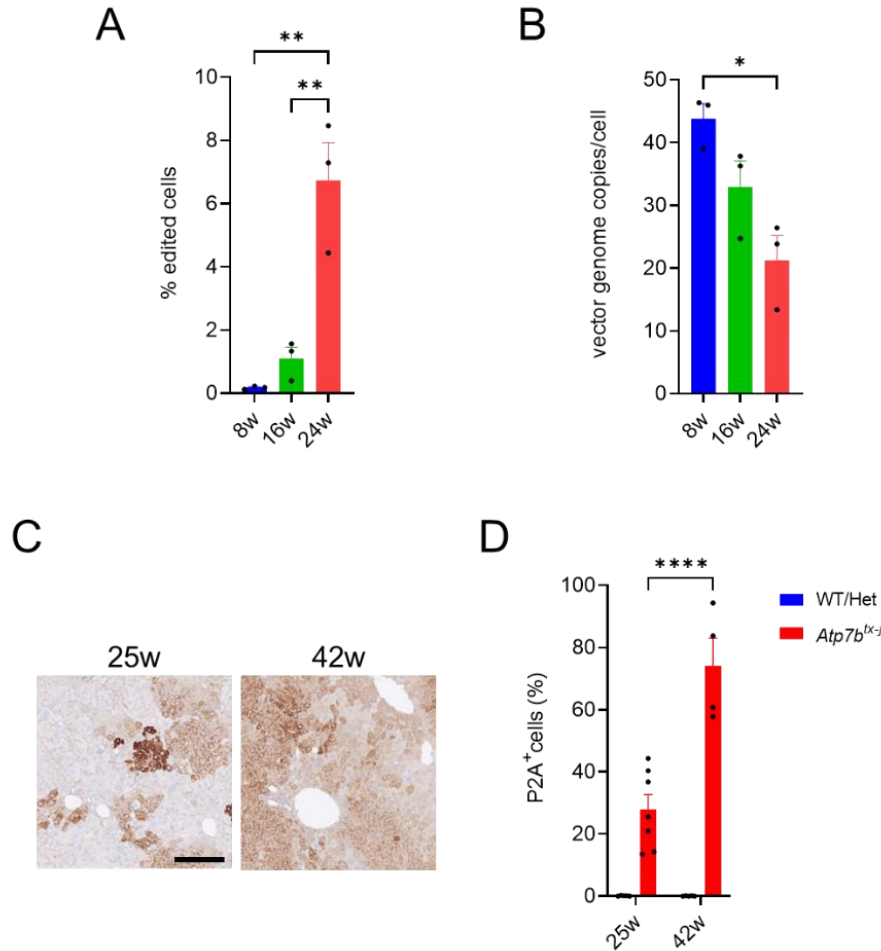 A
**
**
10
8
6
4
2
0
% edited cells
8w
16w
24w
B
*
50
40
30
20
10
0
vector genome copies/cell
8w
16w
24w
C
25w
42w
D
****
100
80
60
40
20
0
P2A+cells (%)
25w
42w
WT/Het
Atp7btx-j